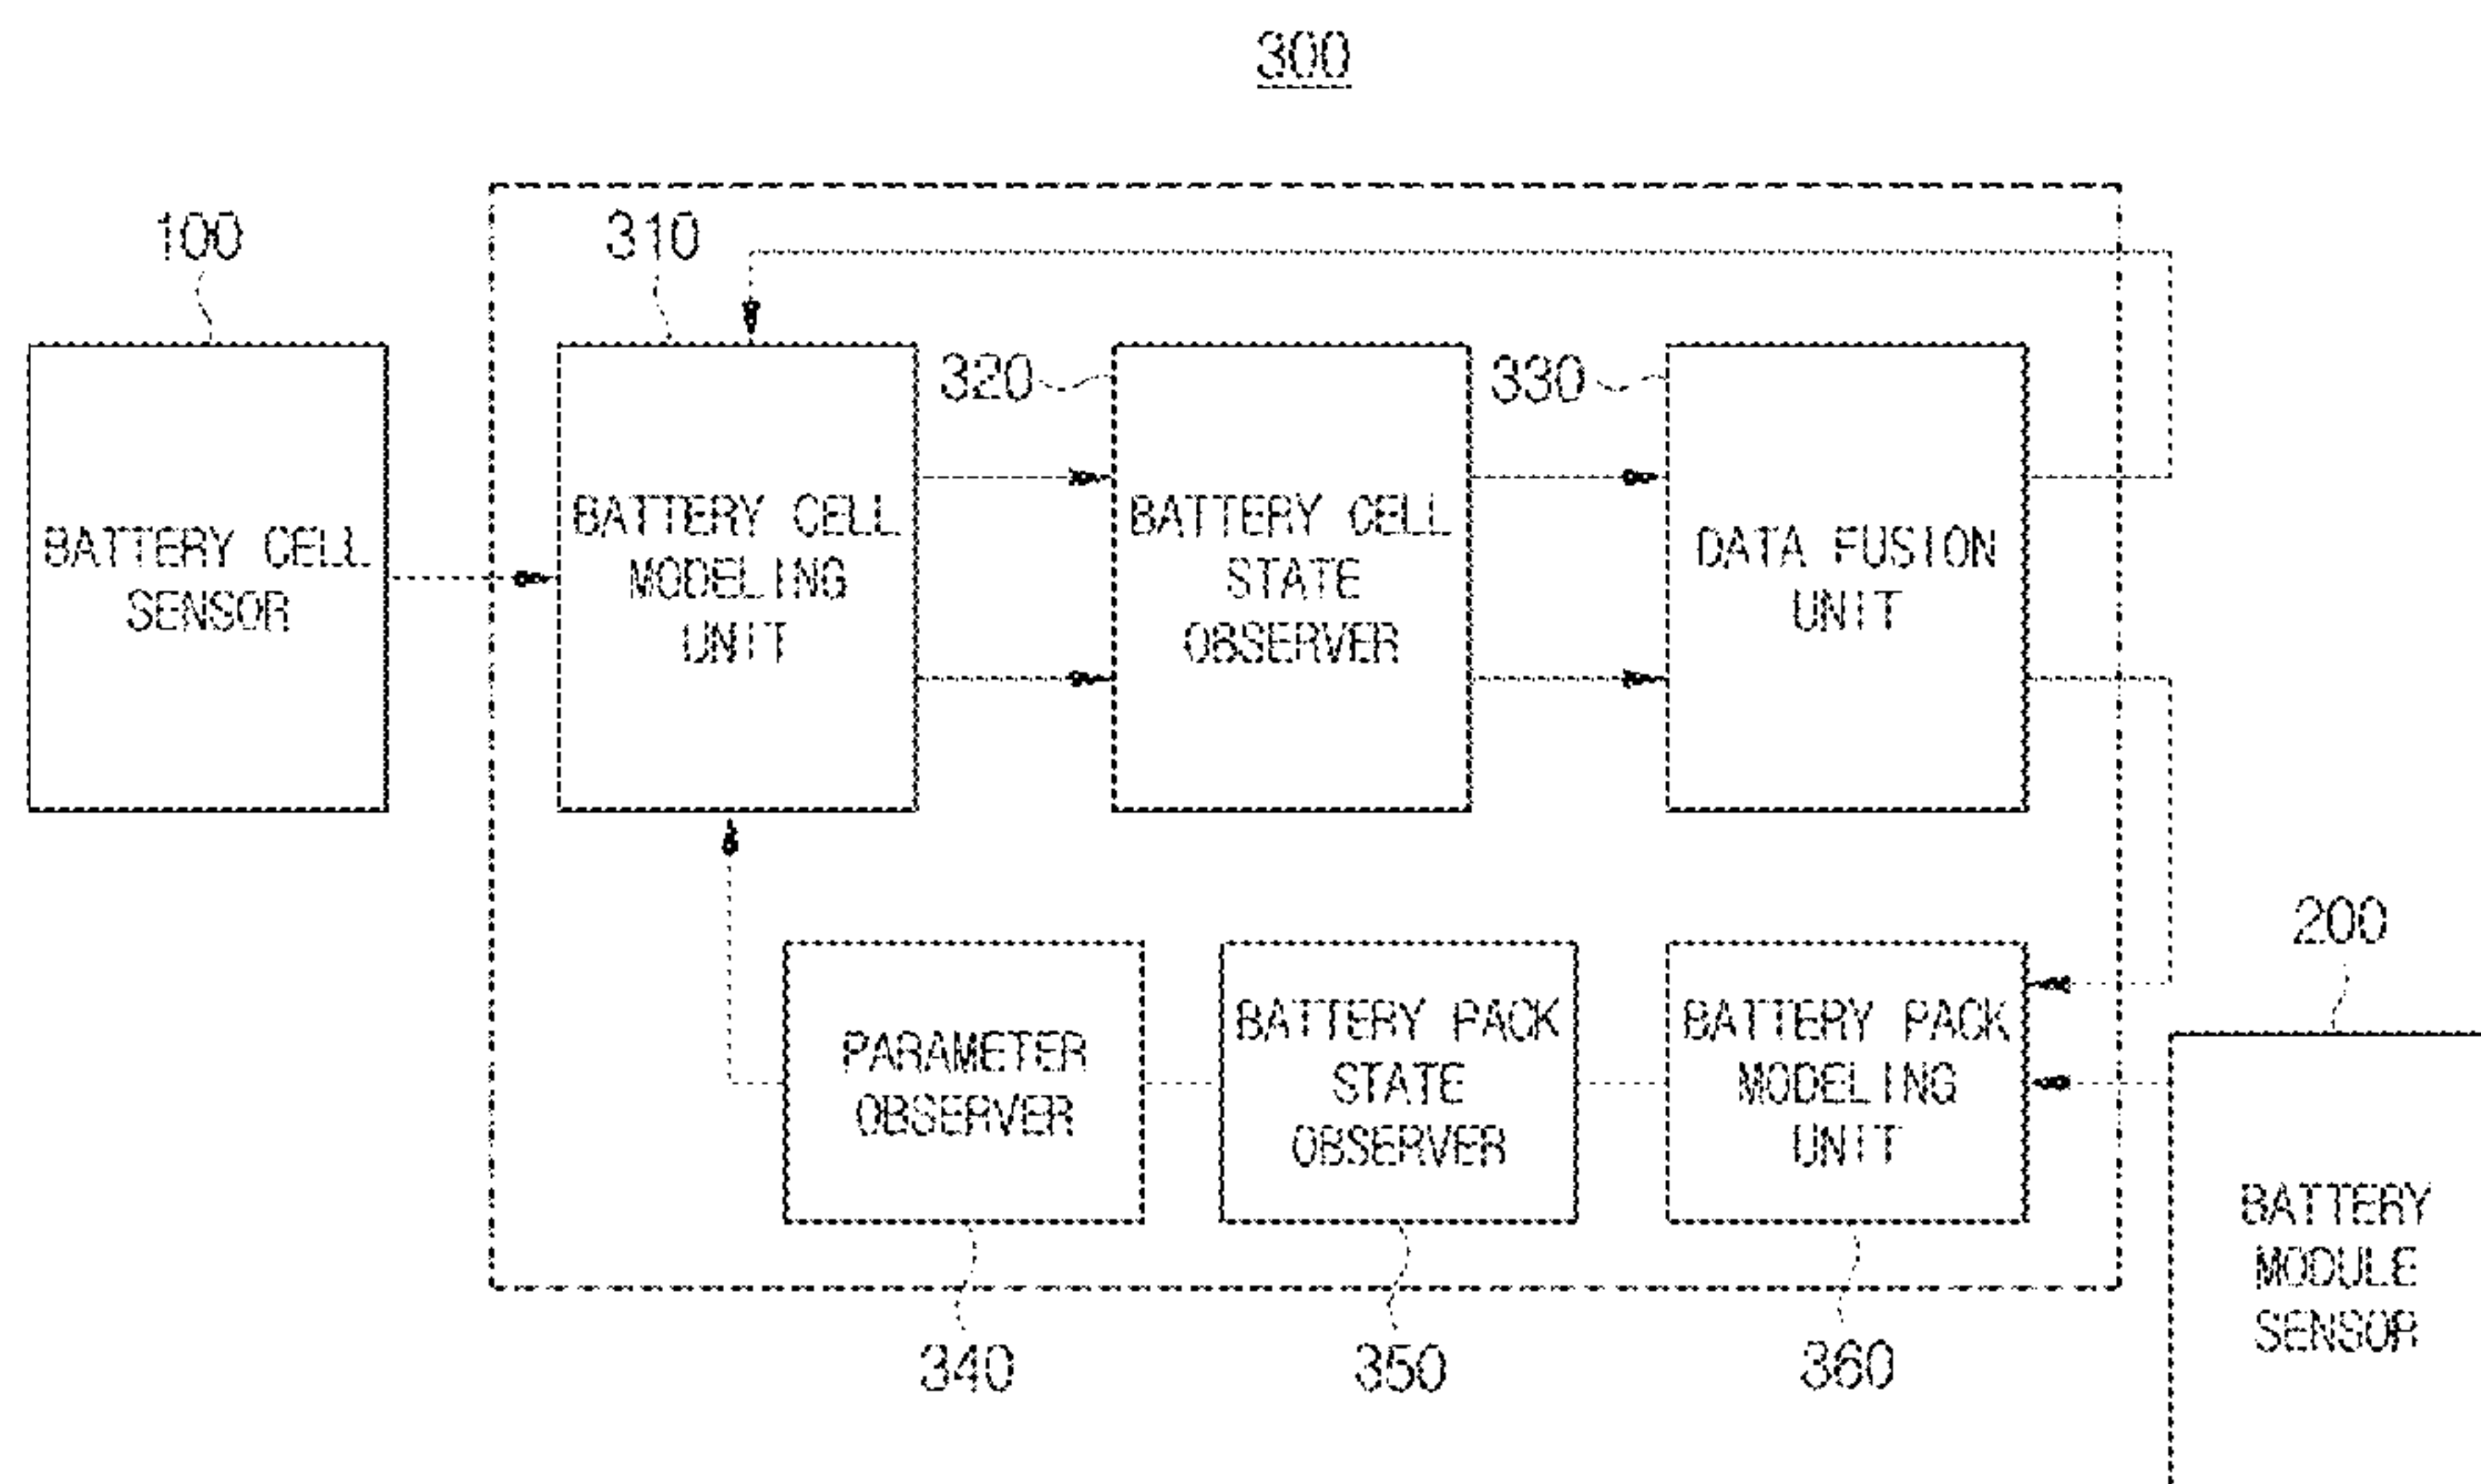 300
100
310
320
330
BATTERY CELL
SENSOR
BATTERY CELL
MODELING
UNIT
BATTERY CELL
STATE
OBSERVER
DATA FUSION
UNIT
200
PARAMETER
OBSERVER
BATTERY PACK
STATE
OBSERVER
BATTERY PACK
MODELING
UNIT
BATTERY
MODULE
SENSOR
340
350
360